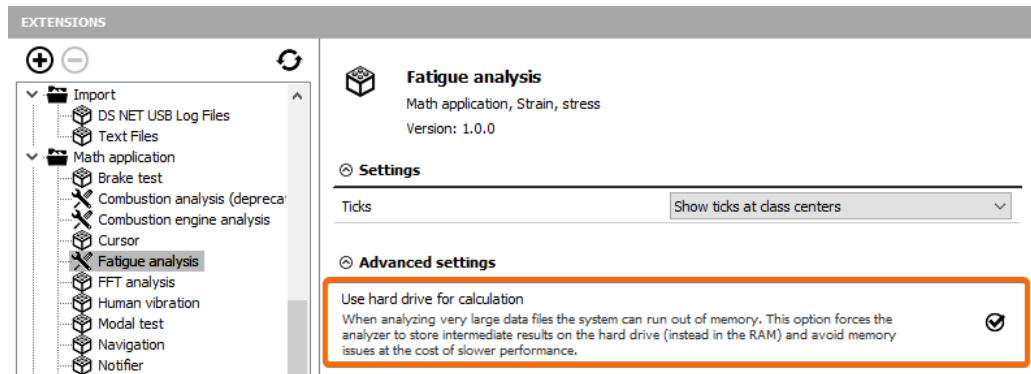 EXTENSIONS
Import
DS NET USB Log Files
Text Files
Math application
Brake test
Combustion analysis (depreca
Combustion engine analysis
Cursor
Fatigue analysis
FFT analysis
Human vibration
Modal test
Navigation
Notifier
Fatigue analysis
Math application, Strain, stress
Version: 1.0.0
Settings
Ticks
Show ticks at class centers
Advanced settings
Use hard drive for calculation
When analyzing very large data files the system can run out of memory. This option forces the
analyzer to store intermediate results on the hard drive (instead in the RAM) and avoid memory
issues at the cost of slower performance.